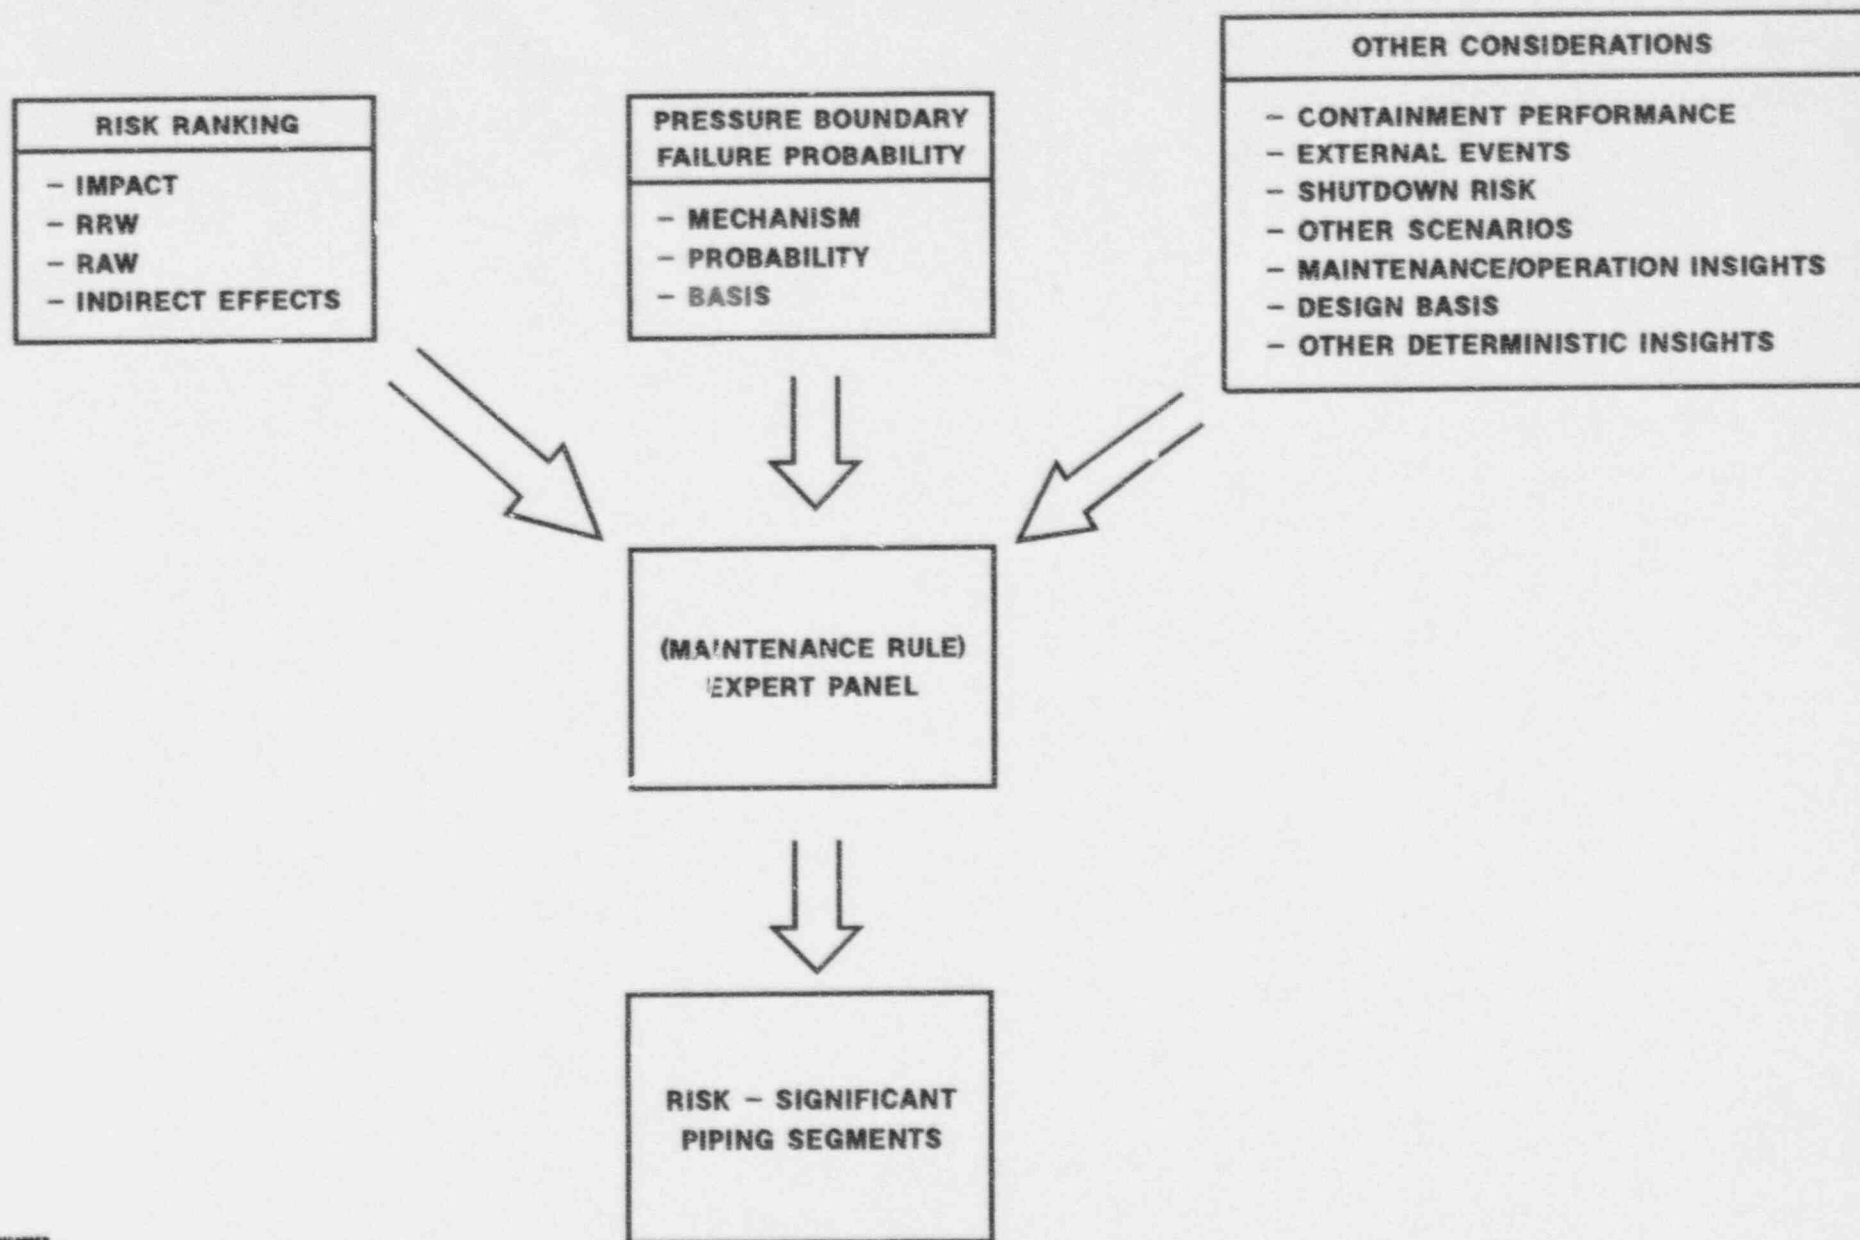 RISK RANKING
– IMPACT
– RRW
– RAW
– INDIRECT EFFECTS
PRESSURE BOUNDARY
FAILURE PROBABILITY
– MECHANISM
– PROBABILITY
– BASIS
OTHER CONSIDERATIONS
– CONTAINMENT PERFORMANCE
– EXTERNAL EVENTS
– SHUTDOWN RISK
– OTHER SCENARIOS
– MAINTENANCE/OPERATION INSIGHTS
– DESIGN BASIS
– OTHER DETERMINISTIC INSIGHTS
(MAINTENANCE RULE)
EXPERT PANEL
RISK – SIGNIFICANT
PIPING SEGMENTS